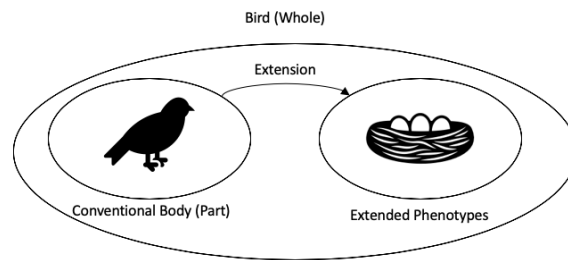 Bird (Whole)
Extension
Conventional Body (Part)
Extended Phenotypes